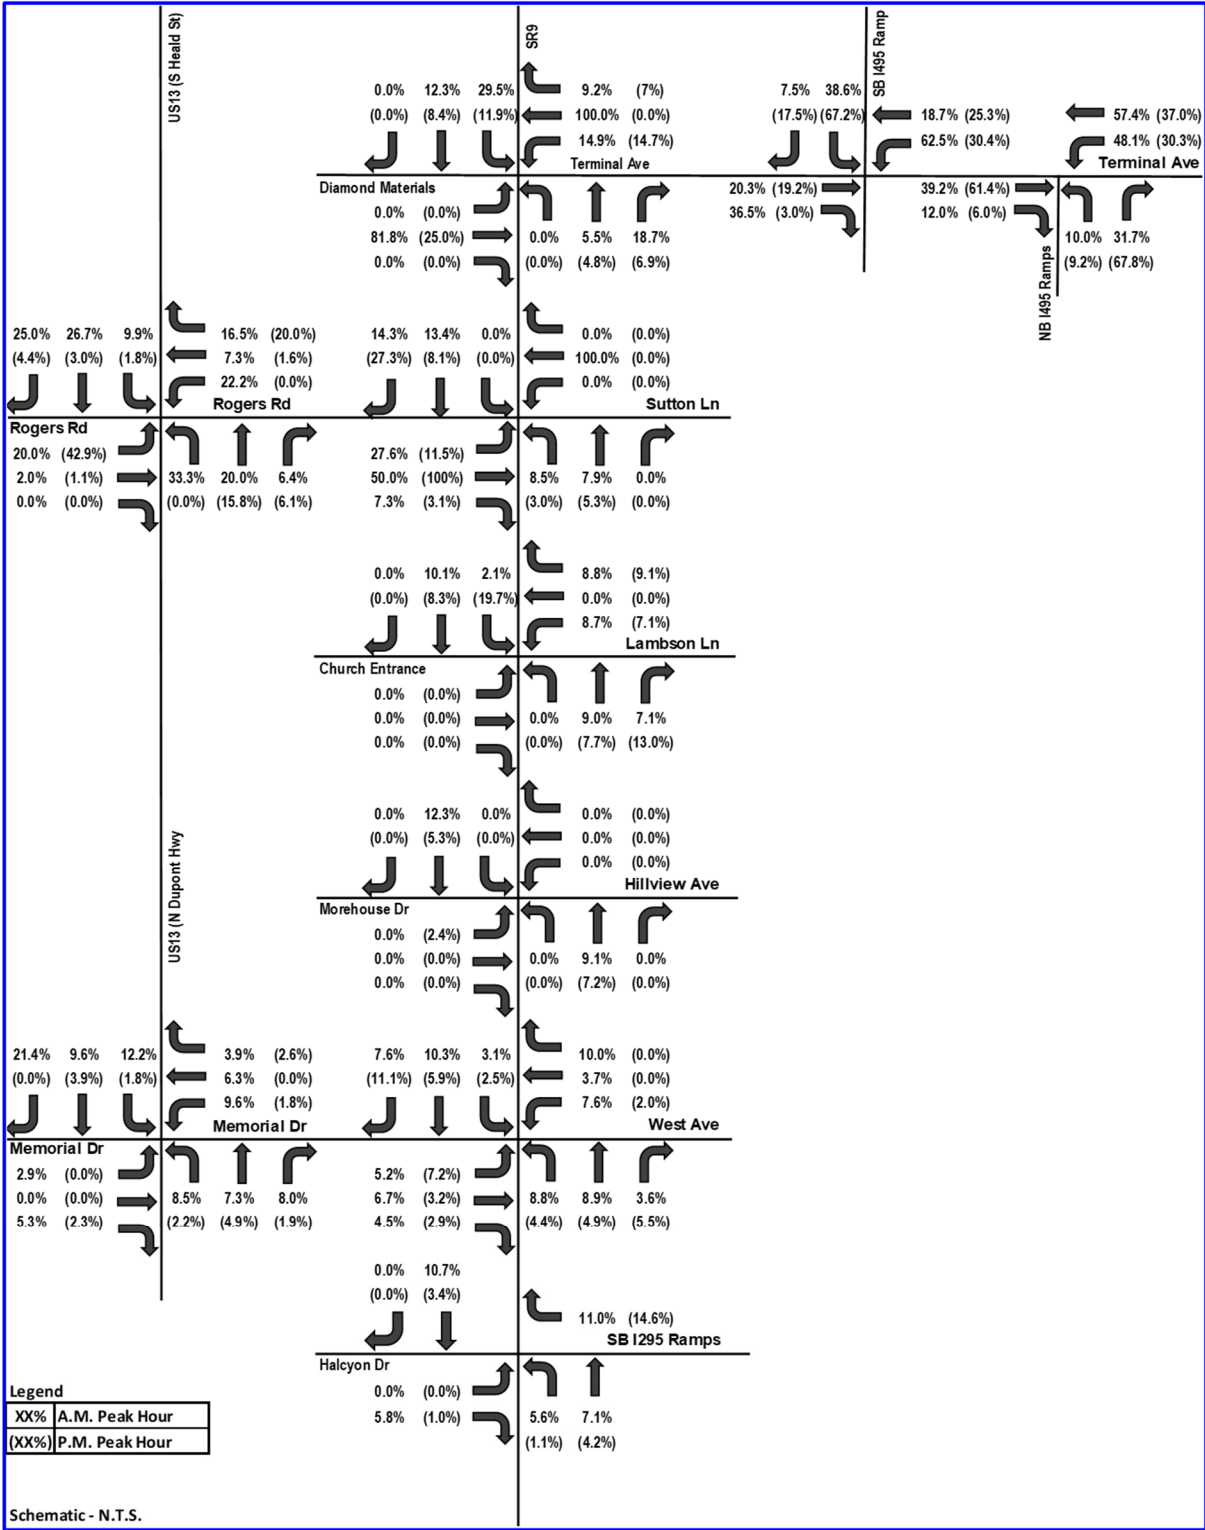 US13 (S Heald St)
SR9
SB I495 Ramp
0.0% 12.3% 29.5%
(0.0%) (8.4%) (11.9%)
9.2% (7%)
100.0% (0.0%)
14.9% (14.7%)
Terminal Ave
Diamond Materials
0.0% (0.0%)
81.8% (25.0%)
0.0% (0.0%)
0.0% 5.5% 18.7%
(0.0%) (4.8%) (6.9%)
7.5% 38.6%
(17.5%) (67.2%)
18.7% (25.3%)
62.5% (30.4%)
20.3% (19.2%)
36.5% (3.0%)
57.4% (37.0%)
48.1% (30.3%)
Terminal Ave
39.2% (61.4%)
12.0% (6.0%)
10.0% 31.7%
(9.2%) (67.8%)
NB I495 Ramps
25.0% 26.7% 9.9%
(4.4%) (3.0%) (1.8%)
16.5% (20.0%)
7.3% (1.6%)
22.2% (0.0%)
Rogers Rd
Rogers Rd
20.0% (42.9%)
2.0% (1.1%)
0.0% (0.0%)
33.3% 20.0% 6.4%
(0.0%) (15.8%) (6.1%)
14.3% 13.4% 0.0%
(27.3%) (8.1%) (0.0%)
0.0% (0.0%)
100.0% (0.0%)
0.0% (0.0%)
Sutton Ln
27.6% (11.5%)
50.0% (100%)
7.3% (3.1%)
8.5% 7.9% 0.0%
(3.0%) (5.3%) (0.0%)
0.0% 10.1% 2.1%
(0.0%) (8.3%) (19.7%)
8.8% (9.1%)
0.0% (0.0%)
8.7% (7.1%)
Lambson Ln
Church Entrance
0.0% (0.0%)
0.0% (0.0%)
0.0% (0.0%)
0.0% 9.0% 7.1%
(0.0%) (7.7%) (13.0%)
0.0% 12.3% 0.0%
(0.0%) (5.3%) (0.0%)
0.0% (0.0%)
0.0% (0.0%)
0.0% (0.0%)
Hillview Ave
Morehouse Dr
0.0% (2.4%)
0.0% (0.0%)
0.0% (0.0%)
0.0% 9.1% 0.0%
(0.0%) (7.2%) (0.0%)
US13 (N Dupont Hwy
21.4% 9.6% 12.2%
(0.0%) (3.9%) (1.8%)
3.9% (2.6%)
6.3% (0.0%)
9.6% (1.8%)
Memorial Dr
Memorial Dr
2.9% (0.0%)
0.0% (0.0%)
5.3% (2.3%)
8.5% 7.3% 8.0%
(2.2%) (4.9%) (1.9%)
7.6% 10.3% 3.1%
(11.1%) (5.9%) (2.5%)
10.0% (0.0%)
3.7% (0.0%)
7.6% (2.0%)
West Ave
5.2% (7.2%)
6.7% (3.2%)
4.5% (2.9%)
8.8% 8.9% 3.6%
(4.4%) (4.9%) (5.5%)
0.0% 10.7%
(0.0%) (3.4%)
11.0% (14.6%)
SB I295 Ramps
Halcyon Dr
0.0% (0.0%)
5.8% (1.0%)
5.6% 7.1%
(1.1%) (4.2%)
Legend
XX% A.M. Peak Hour
(XX%) P.M. Peak Hour
Schematic - N.T.S.